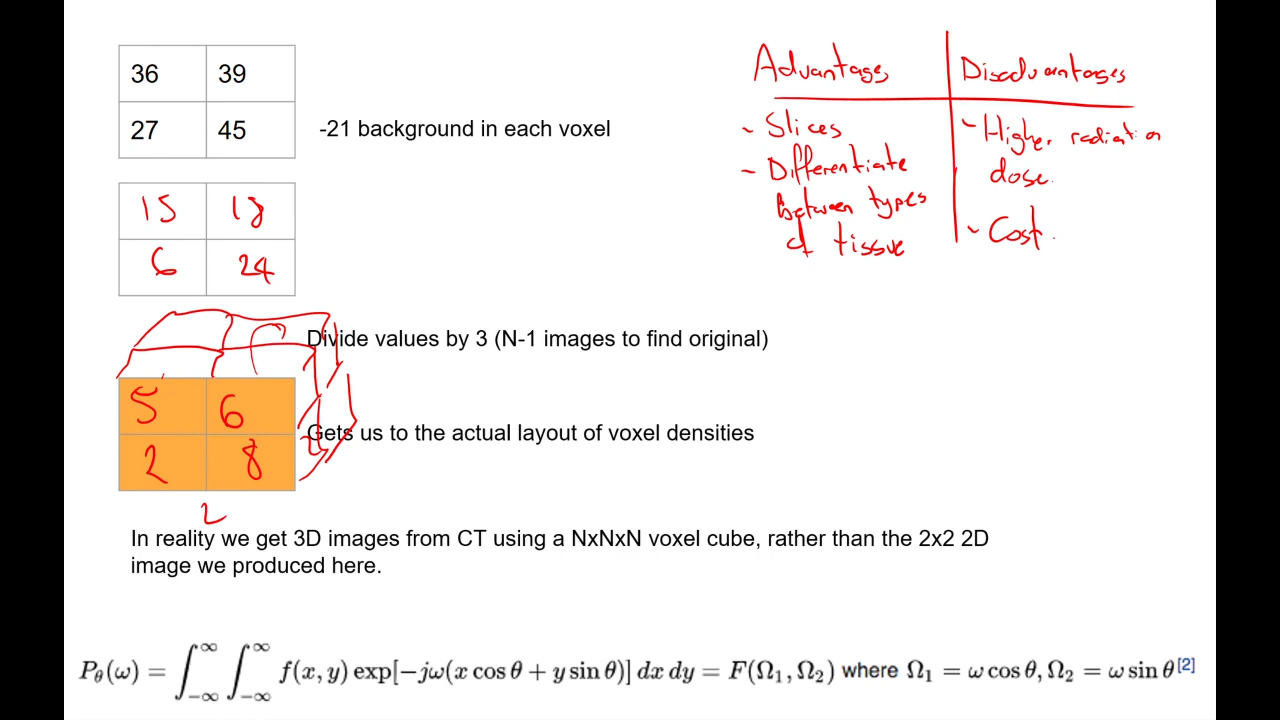 36 39
27 45
-21 background in each voxel
15 18
6 24
Divide values by 3 (N-1 images to find original)
5 6
2 8
Gets us to the actual layout of voxel densities
2
In reality we get 3D images from CT using a NxNxN voxel cube, rather than the 2x2 2D
image we produced here.
Advantages Disadvantages
~ Slices
~ Differentiate
between types
of tissue
~ Higher radiation
dose.
~ Cost.
P_θ(ω) = ∫_{-∞}^{∞} ∫_{-∞}^{∞} f(x, y) exp[-jω(x cos θ + y sin θ)] dx dy = F(Ω₁, Ω₂) where Ω₁ = ω cos θ, Ω₂ = ω sin θ [2]